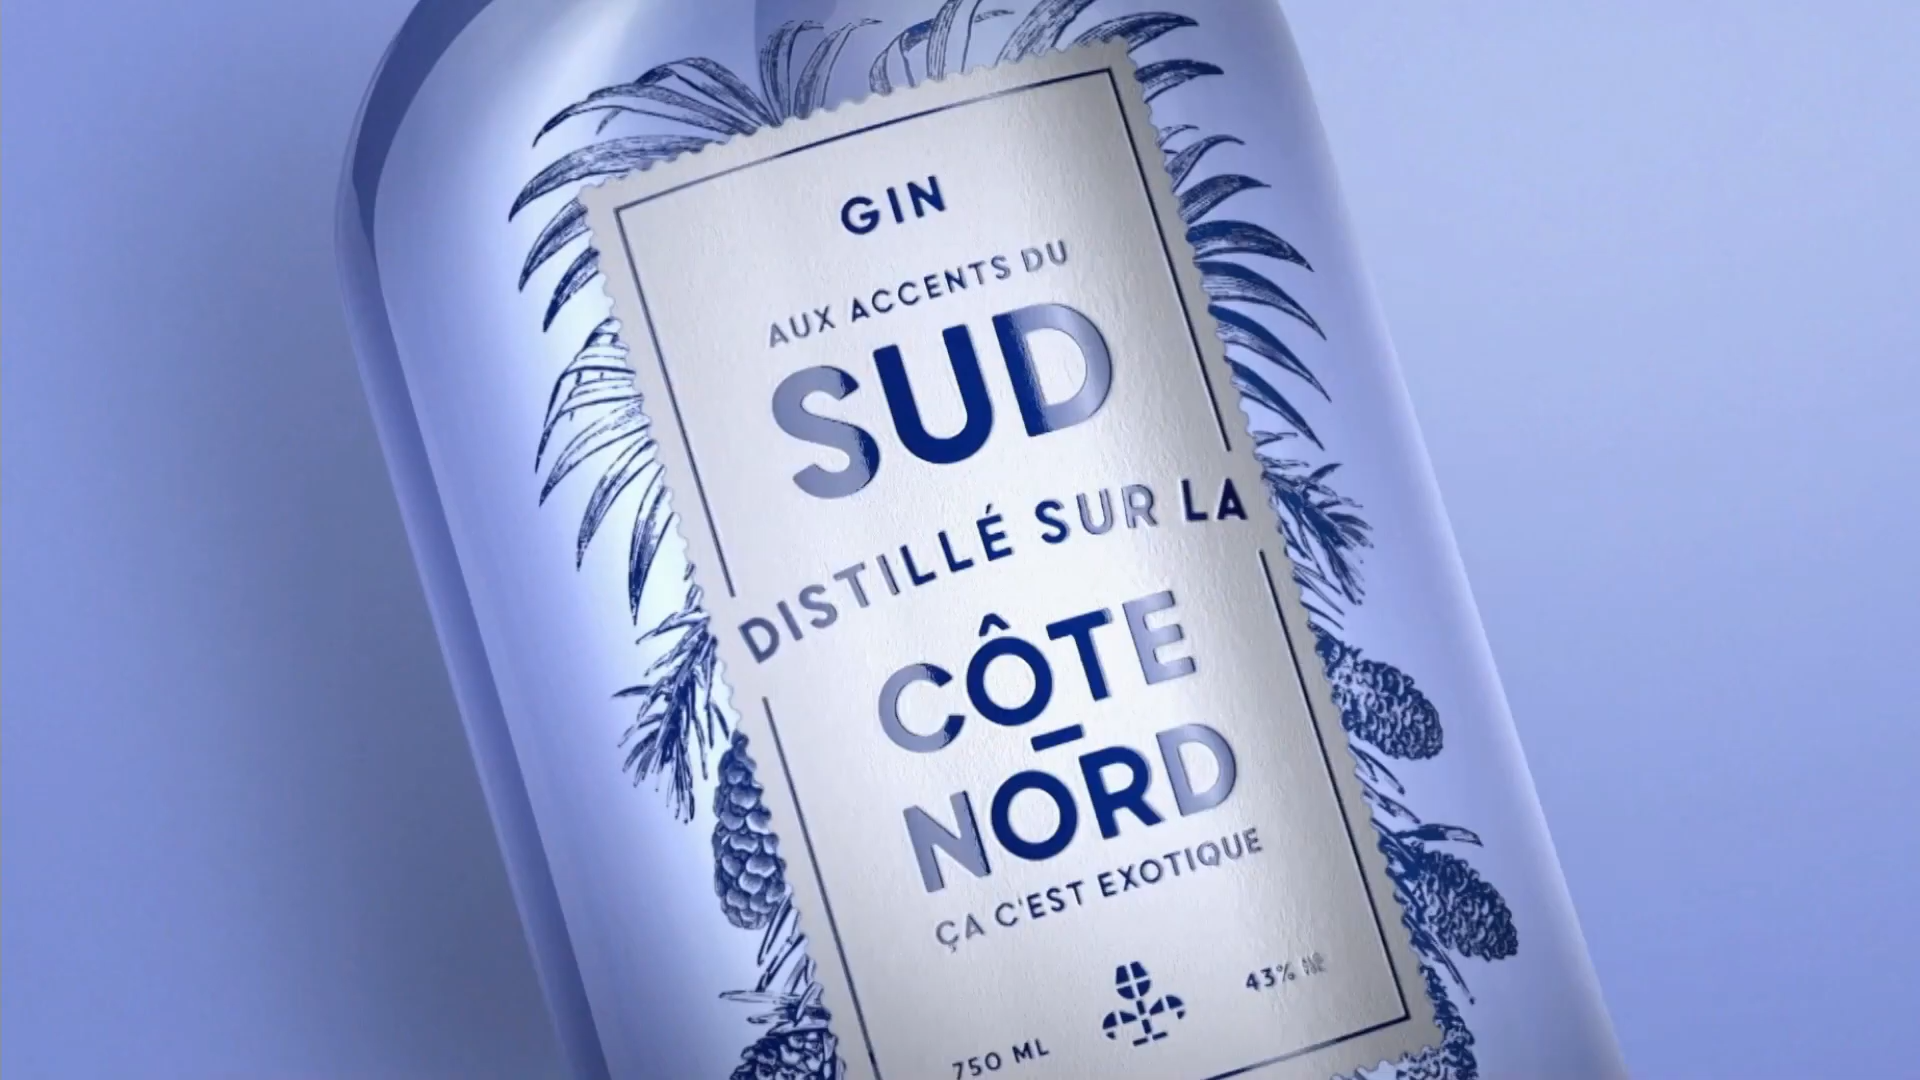 GIN
AUX ACCENTS DU
SUD
DISTILLÉ SUR LA
CÔTE
-
NORD
ÇA C'EST EXOTIQUE
43%
750 ML